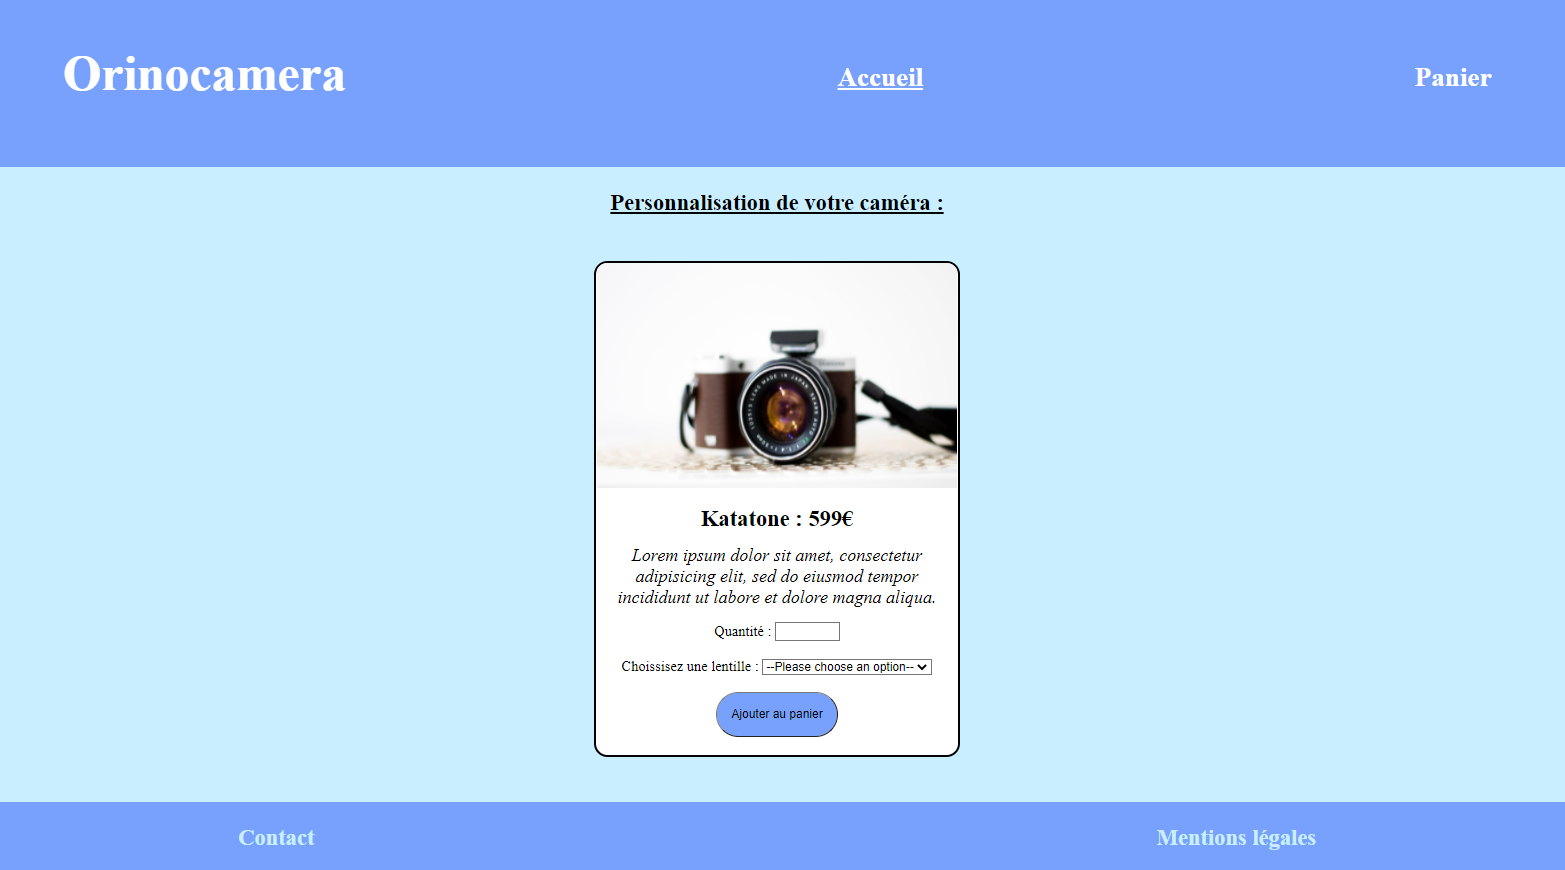 Orinocamera
Accueil
Panier
Personnalisation de votre caméra :
Katatone : 599€
Lorem ipsum dolor sit amet, consectetur
adipisicing elit, sed do eiusmod tempor
incididunt ut labore et dolore magna aliqua.
Quantité :
Choissisez une lentille : --Please choose an option--
Ajouter au panier
Contact
Mentions légales